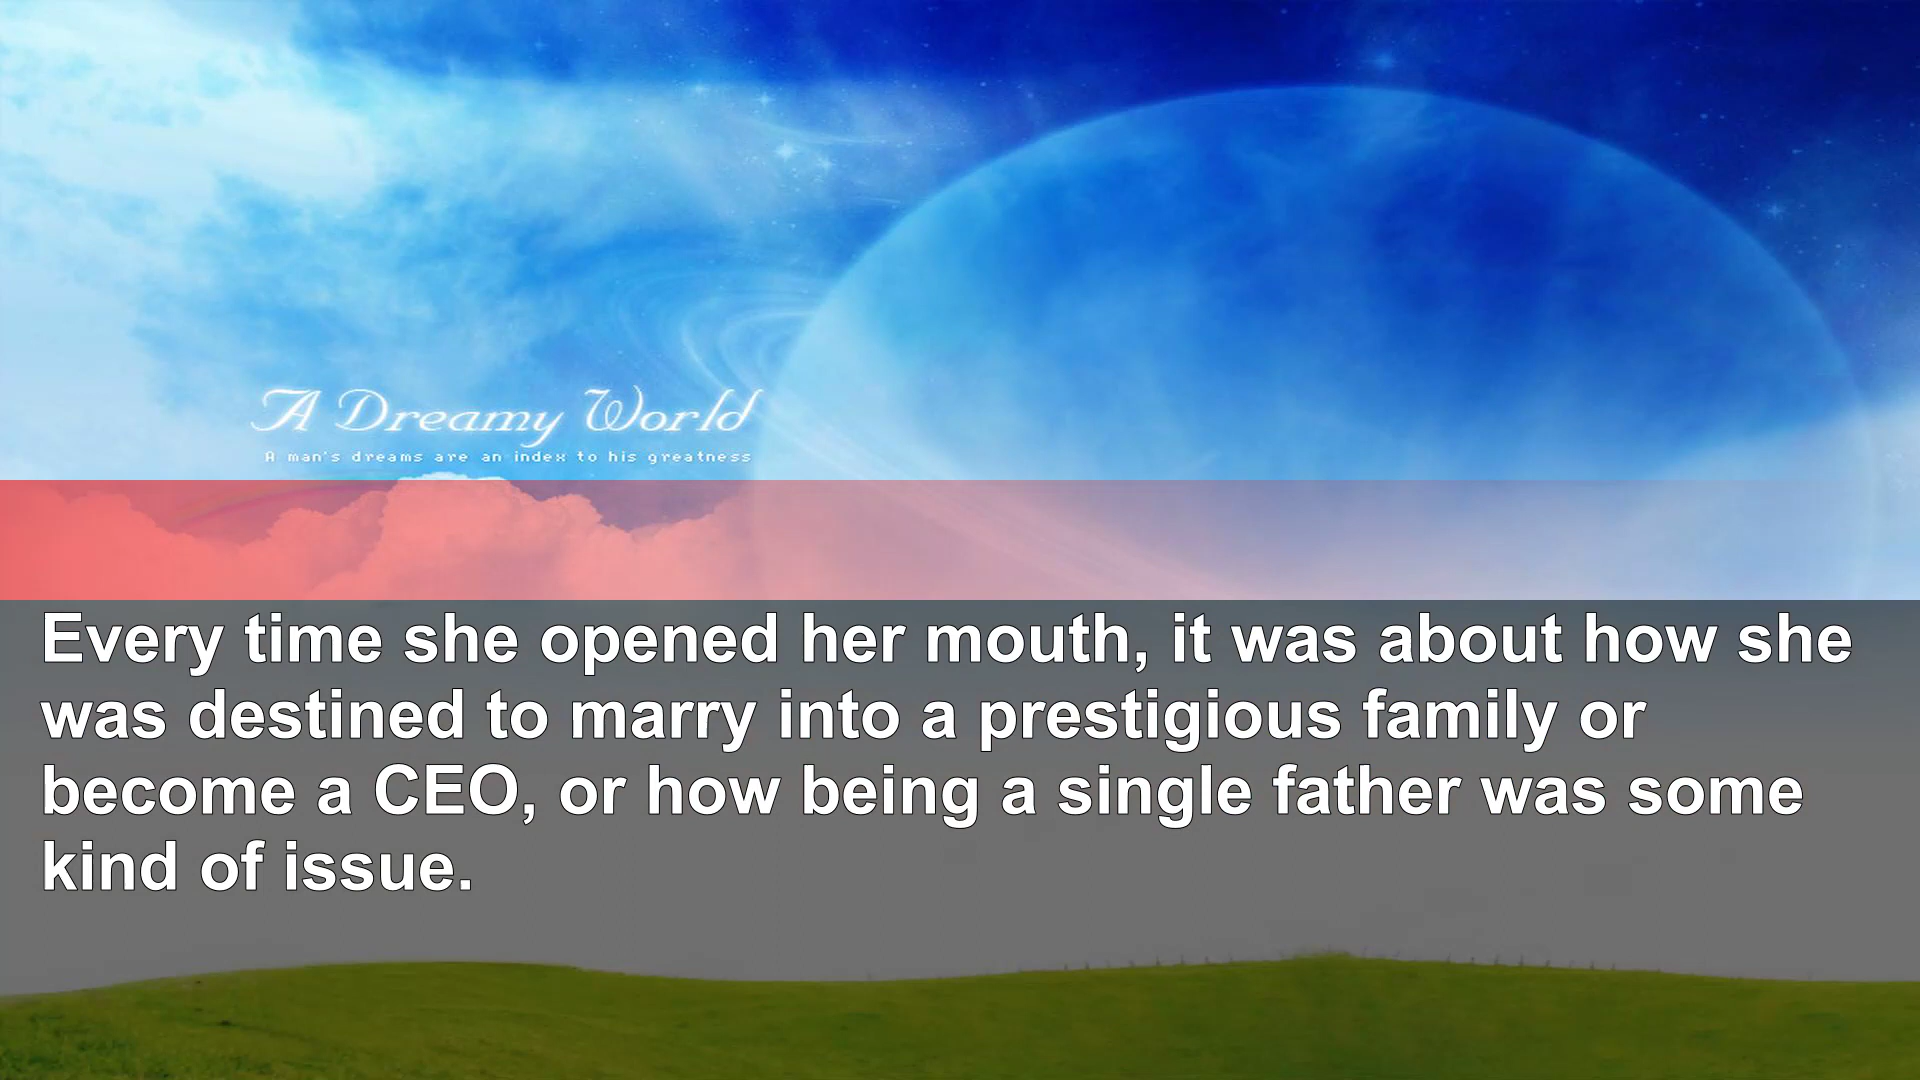 A Dreamy World
A man's dreams are an index to his greatness
Every time she opened her mouth, it was about how she
was destined to marry into a prestigious family or
become a CEO, or how being a single father was some
kind of issue.